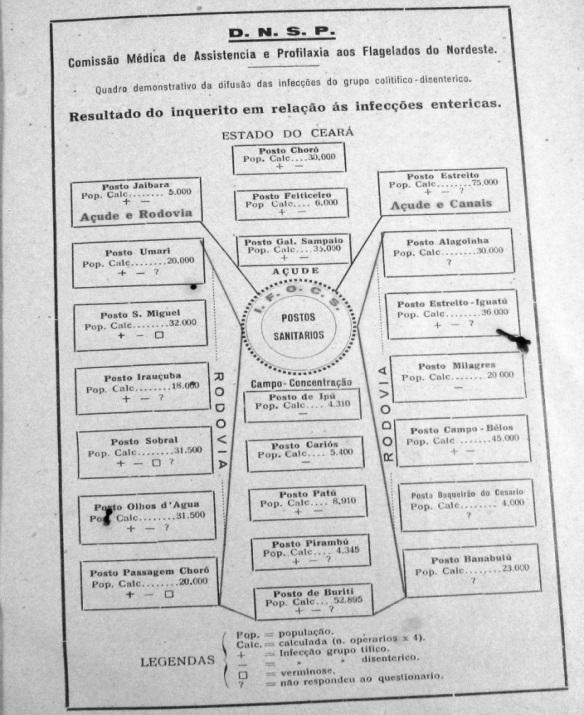 D. N. S. P.
Comissão Médica de Assistencia e Profilaxia aos Flagelados do Nordeste.
Quadro demonstrativo da difusão das infecções do grupo colitifico-disenterico.
Resultado do inquerito em relação ás infecções entericas.
ESTADO DO CEARÁ
Posto Choró
Pop. Calc....30.000
+ −
Posto Jaibara
Pop. Calc........ 5.000
+ −
Açude e Rodovia
Posto Feiticeiro
Pop Calc.... 6.000
+ −
Posto Estreito
Pop. Calc........75.000
+ − ?
Açude e Canais
Posto Gal. Sampaio
Pop. Calc.... 35,000
+ −
AÇUDE
Posto Umari
Pop. Calc........20.000
+ − ?
Posto Alagoinha
Pop. Calc........30.000
?
I. F. O. C. S.
POSTOS
SANITARIOS
Posto S. Miguel
Pop. Calc........32.000
+ − □
Posto Estreito-Iguatú
Pop. Calc........36.000
+ − ?
Posto Irauçuba
Pop. Calc........18.000
+ − ?
Posto Milagres
Pop. Calc........20 000
−
RODOVIA
RODOVIA
Campo-Concentração
Posto de Ipú
Pop. Calc.... 4.310
−
Posto Sobral
Pop. Calc........31.500
+ − □ ?
Posto Campo-Bélos
Pop. Calc........45.000
+ −
Posto Cariós
Pop. Calc.... 5.400
−
Posto Olhos d'Agua
Pop. Calc........31.500
+ − ?
Posto Patú
Pop. Calc.... 8,910
+ −
Posto Boqueirão do Cesario
Pop. Calc........ 4.000
?
Posto Passagem Choró
Pop. Calc........20.000
+ − □
Posto Pirambú
Pop. Calc.... 4.345
+ − ?
Posto Banabuiú
Pop. Calc........23.000
?
Posto de Buriti
Pop. Calc....52.895
+ − ?
LEGENDAS
Pop. = população.
Calc. = calculada (n. operarios x 4).
+ = Infecção grupo tifico.
− = » » disenterico.
□ = verminose.
? = não respondeu ao questionario.